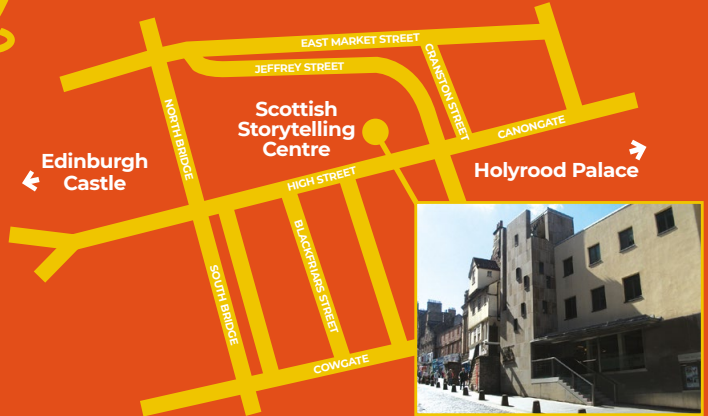 EAST MARKET STREET
JEFFREY STREET
CRANSTON STREET
NORTH BRIDGE
Scottish
Storytelling
Centre
CANONGATE
Edinburgh
Castle
Holyrood Palace
HIGH STREET
BLACKFRIARS STREET
SOUTH BRIDGE
COWGATE